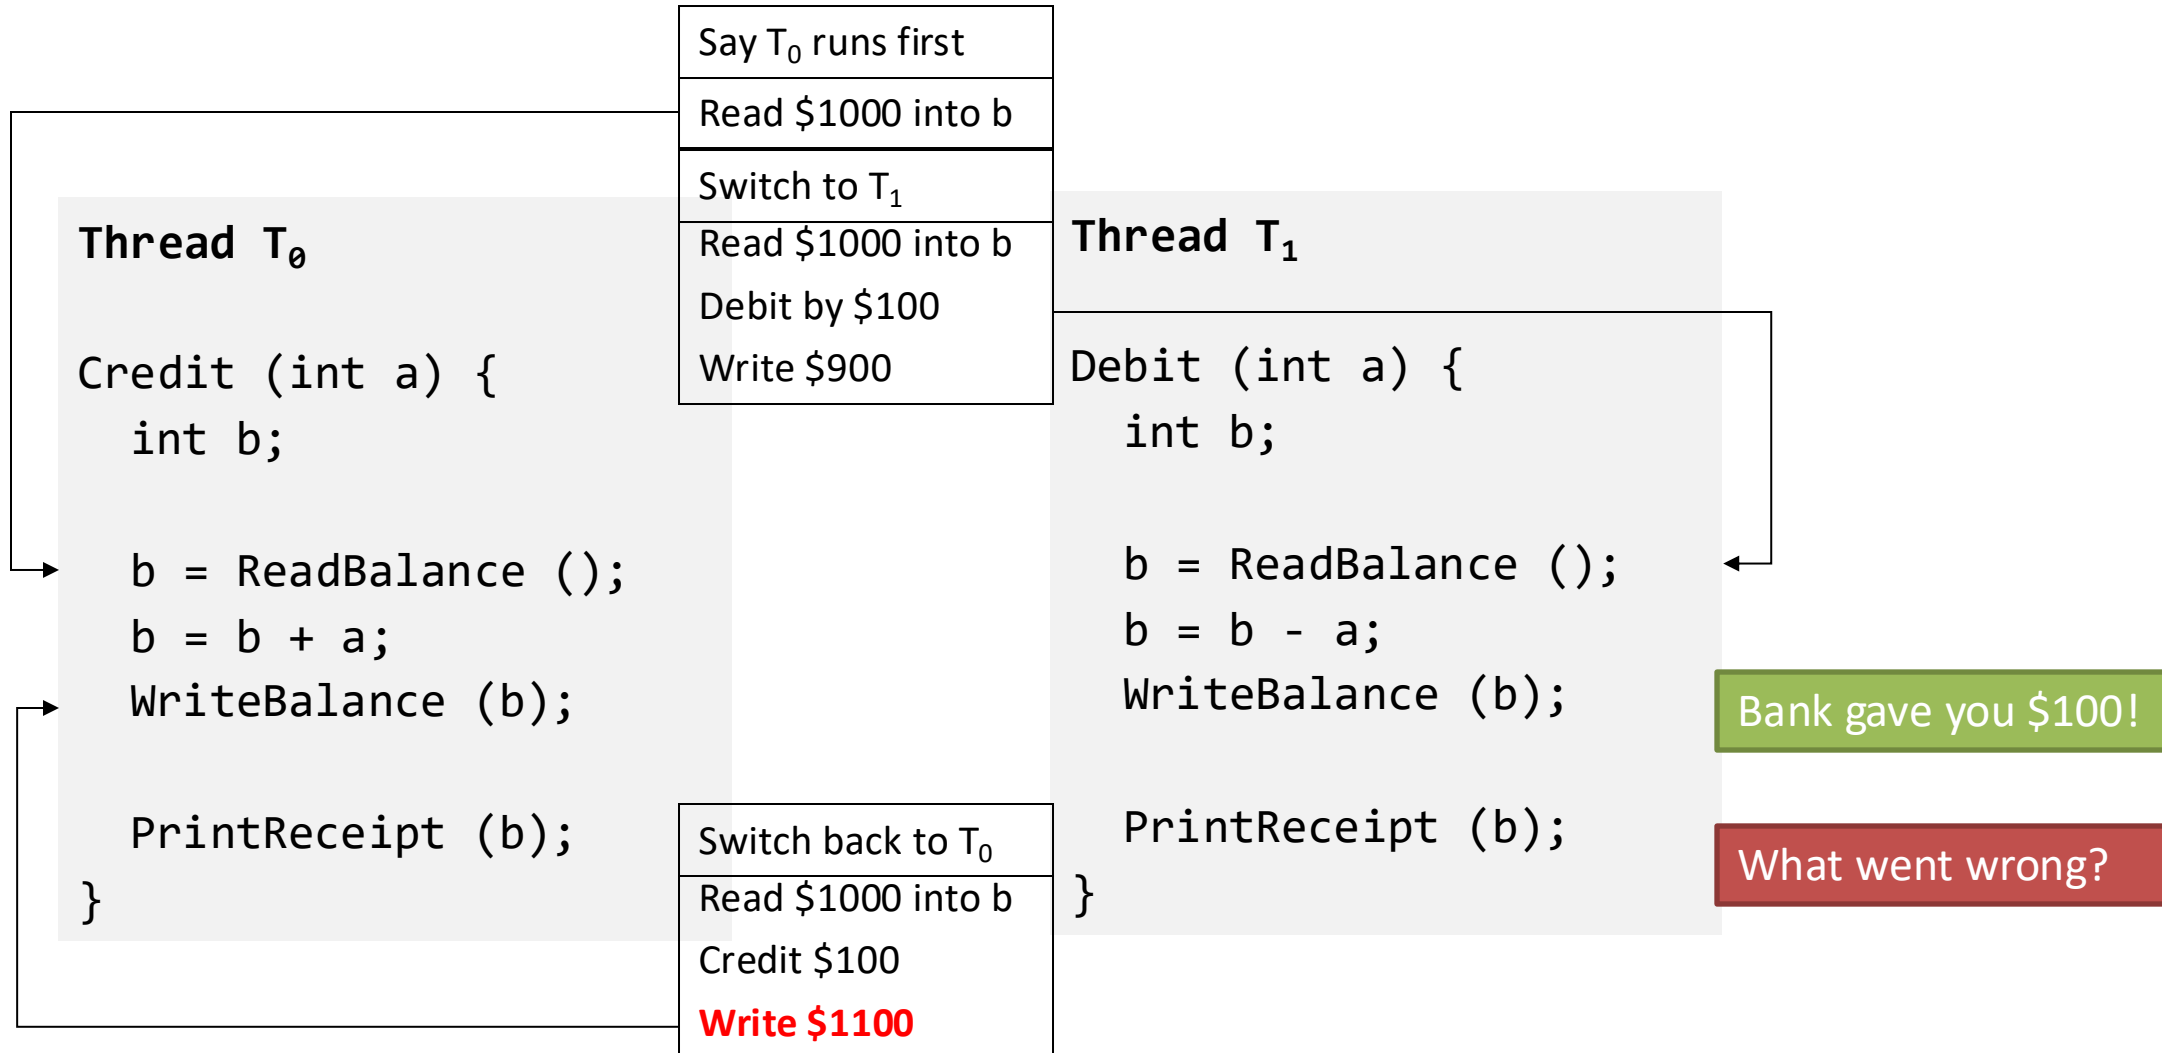 Say T₀ runs first
Read $1000 into b
Switch to T₁
Read $1000 into b
Debit by $100
Write $900
Thread T₀
Credit (int a) {
int b;
b = ReadBalance ();
b = b + a;
WriteBalance (b);
PrintReceipt (b);
}
Thread T₁
Debit (int a) {
int b;
b = ReadBalance ();
b = b - a;
WriteBalance (b);
PrintReceipt (b);
}
Switch back to T₀
Read $1000 into b
Credit $100
Write $1100
Bank gave you $100!
What went wrong?